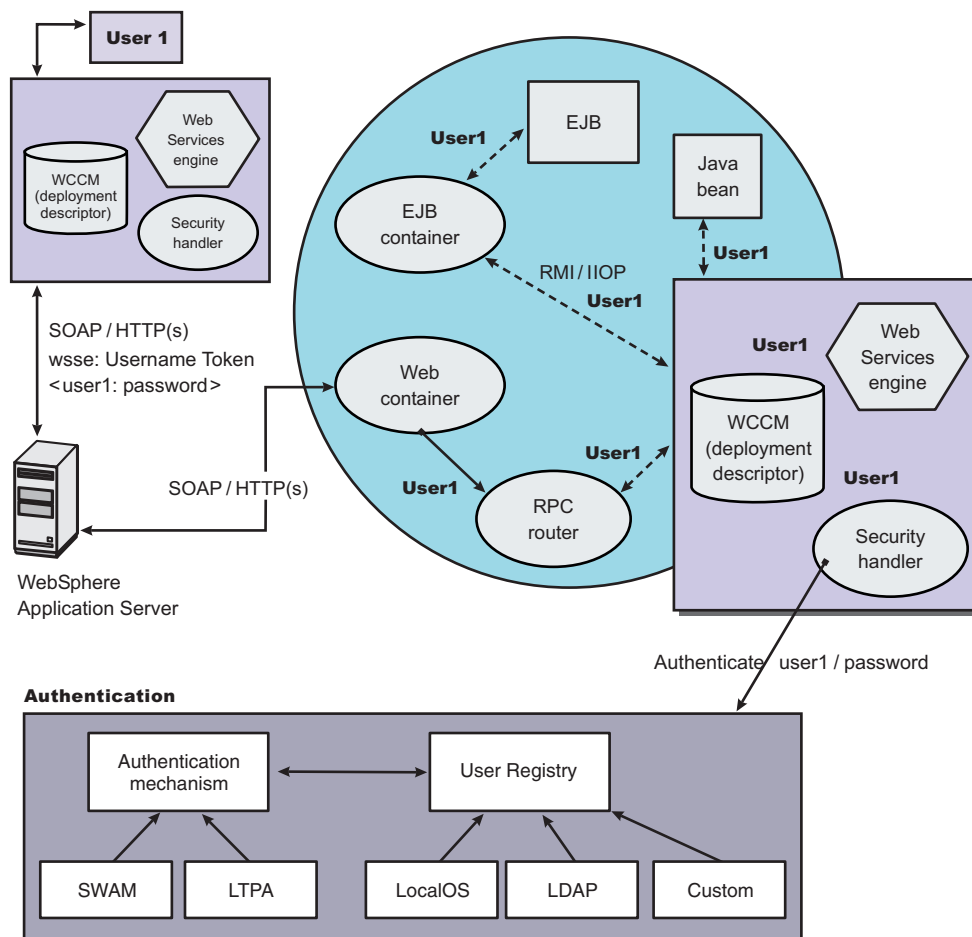 User 1
Web
Services
engine
WCCM
(deployment
descriptor)
Security
handler
SOAP / HTTP(s)
wsse: Username Token
<user1: password>
WebSphere
Application Server
SOAP / HTTP(s)
User1
EJB
EJB
container
Java
bean
User1
RMI / IIOP
User1
Web
container
User1
RPC
router
User1
User1
Web
Services
engine
WCCM
(deployment
descriptor)
User1
Security
handler
Authenticate user1 / password
Authentication
Authentication
mechanism
User Registry
SWAM
LTPA
LocalOS
LDAP
Custom